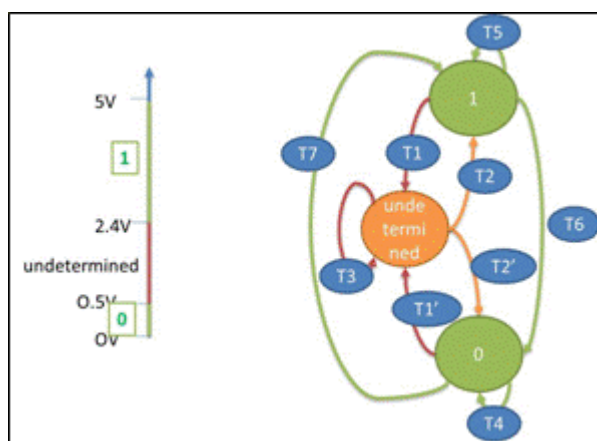 5V
1
2.4V
undetermined
0.5V
0
0V
T5
1
T7
T1
T2
unde
termi
ned
T6
T3
T2'
T1'
0
T4